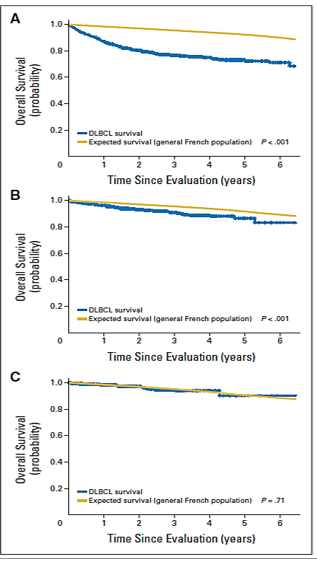 A
Overall Survival
(probability)
1.0
0.8
0.6
0.4
0.2
DLBCL survival
Expected survival (general French population) P < .001
0 1 2 3 4 5 6
Time Since Evaluation (years)
B
Overall Survival
(probability)
1.0
0.8
0.6
0.4
0.2
DLBCL survival
Expected survival (general French population) P < .001
0 1 2 3 4 5 6
Time Since Evaluation (years)
C
Overall Survival
(probability)
1.0
0.8
0.6
0.4
0.2
DLBCL survival
Expected survival (general French population) P = .71
0 1 2 3 4 5 6
Time Since Evaluation (years)